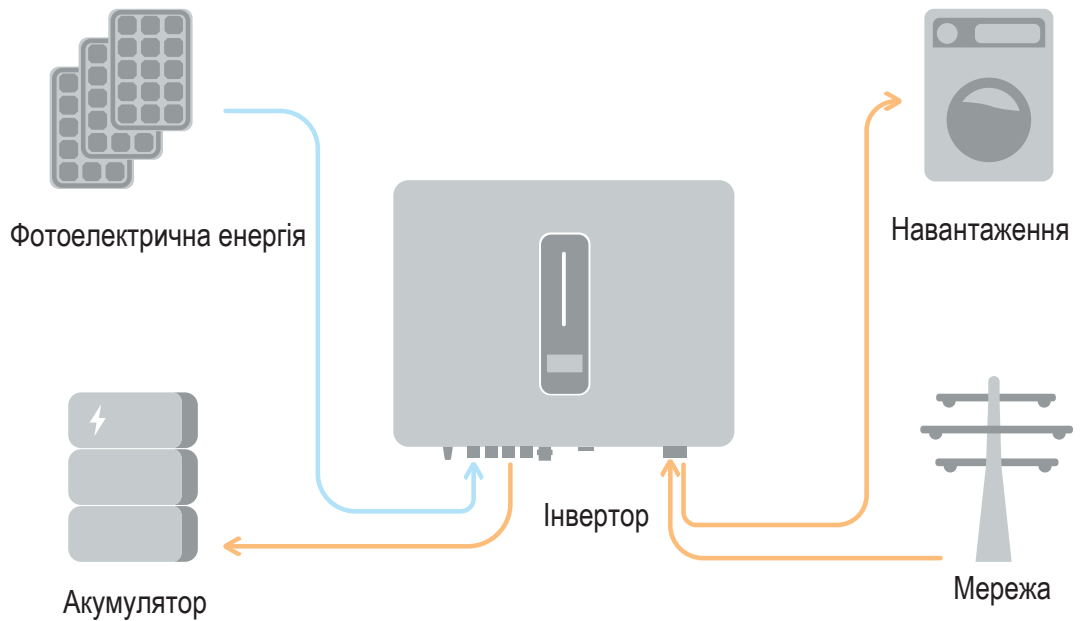 Фотоелектрична енергія
Навантаження
Інвертор
Акумулятор
Мережа